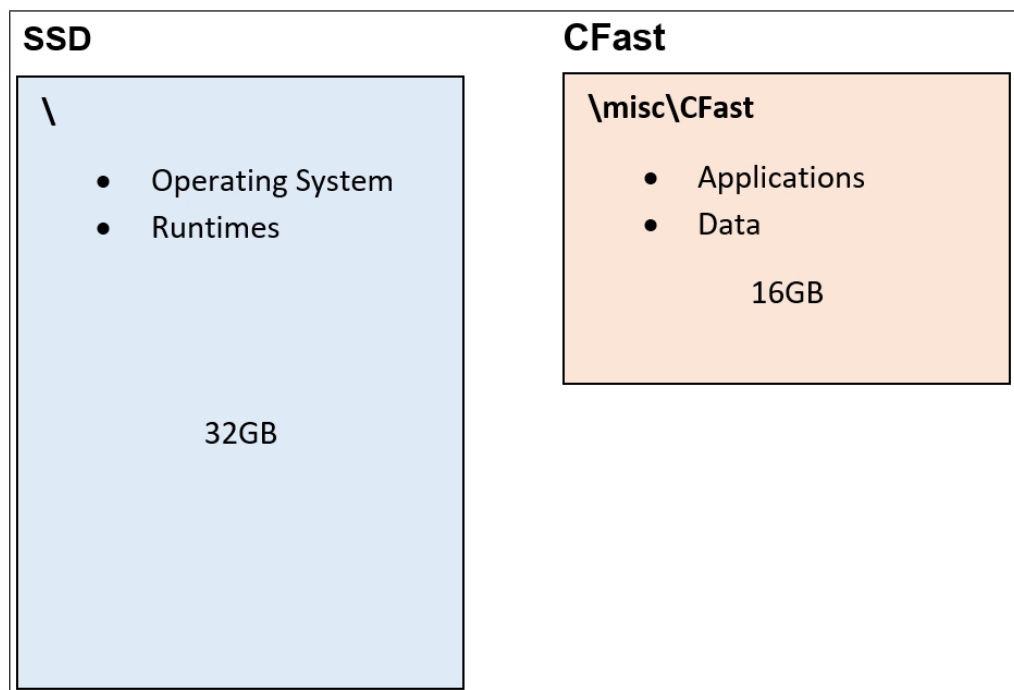 SSD
\
• Operating System
• Runtimes
32GB
CFast
\misc\CFast
• Applications
• Data
16GB